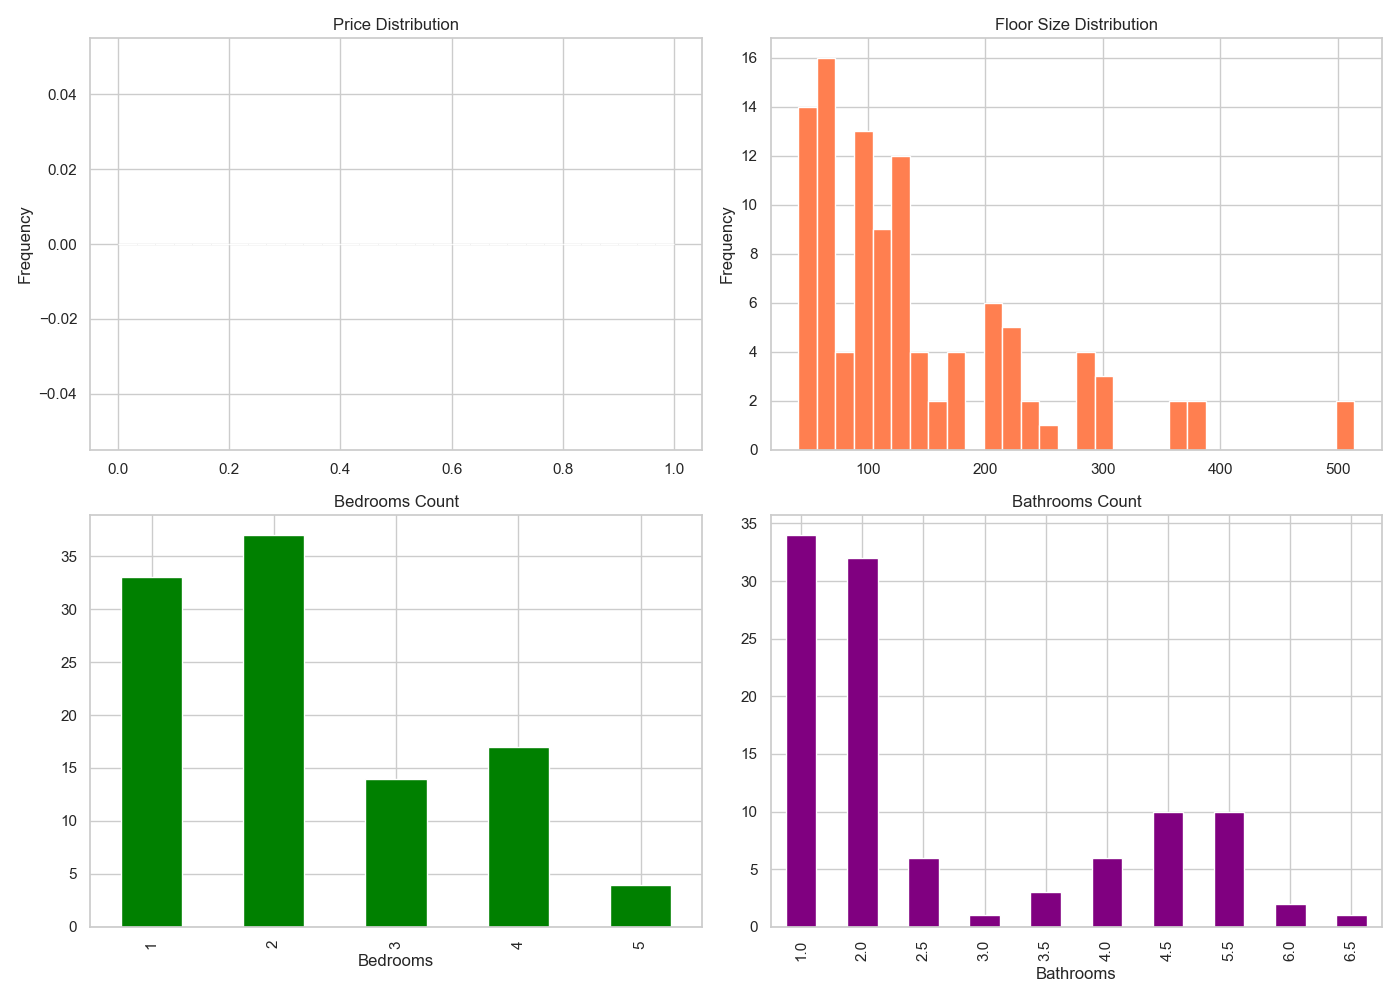 Price Distribution
Frequency
0.04
0.02
0.00
−0.02
−0.04
0.0 0.2 0.4 0.6 0.8 1.0
Floor Size Distribution
Frequency
16
14
12
10
8
6
4
2
0
100 200 300 400 500
Bedrooms Count
35
30
25
20
15
10
5
0
1 2 3 4 5
Bedrooms
Bathrooms Count
35
30
25
20
15
10
5
0
1.0 2.0 2.5 3.0 3.5 4.0 4.5 5.5 6.0 6.5
Bathrooms